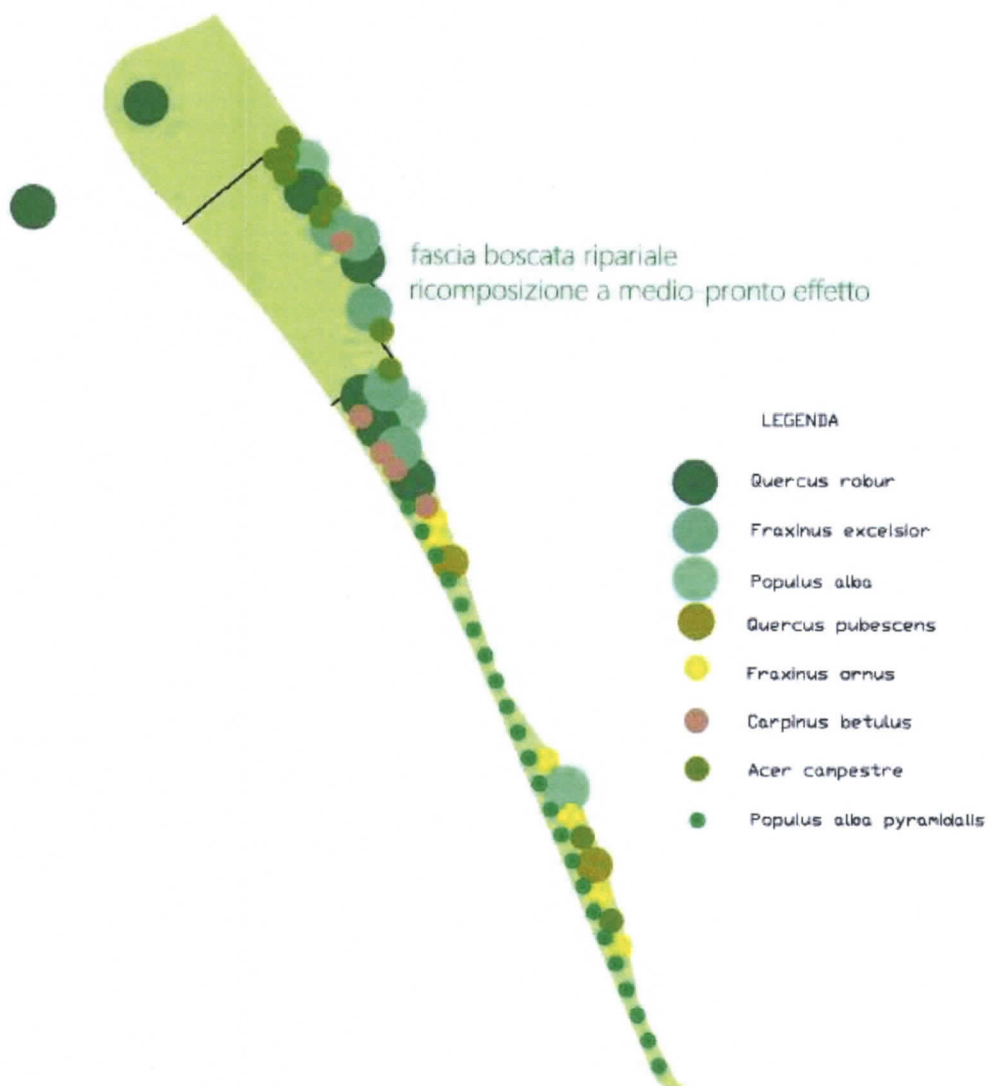 fascia boscata ripariale
ricomposizione a medio-pronto effetto
LEGENDA
Quercus robur
Fraxinus excelsior
Populus alba
Quercus pubescens
Fraxinus ornus
Carpinus betulus
Acer campestre
Populus alba pyramidalis